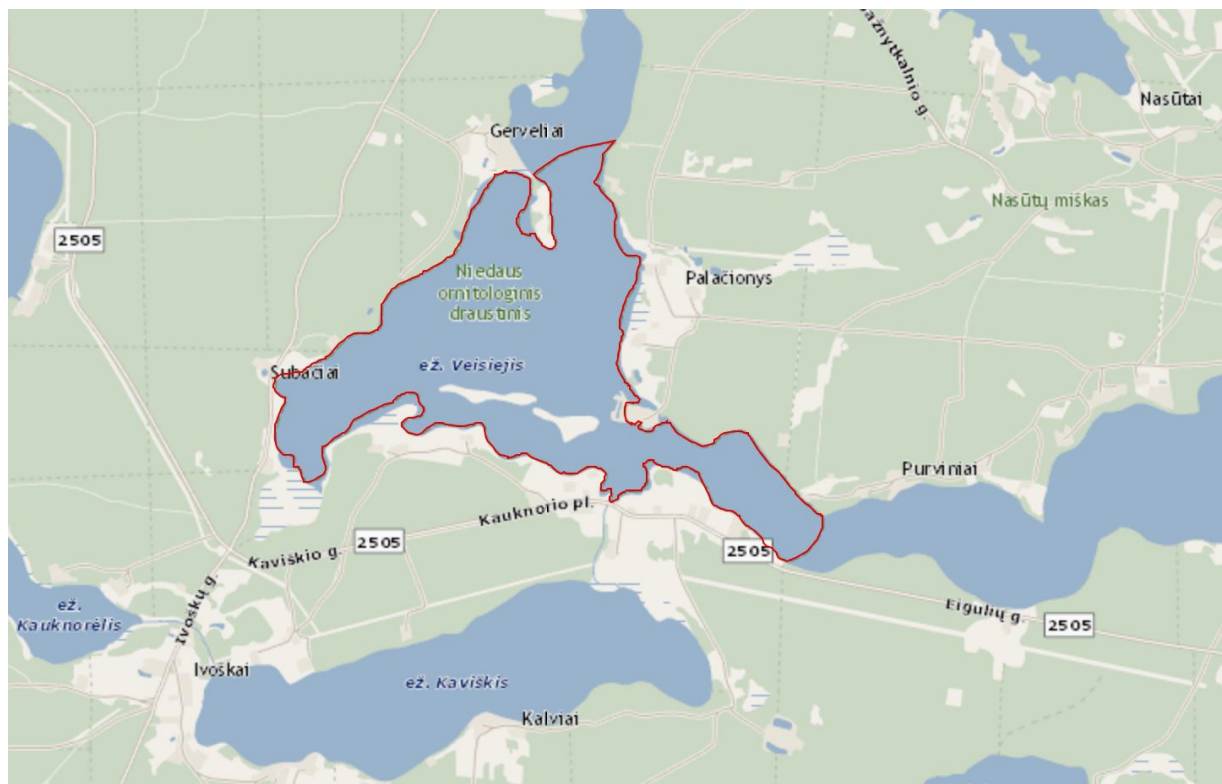 ažnytkalnio g.
Nasūtai
Gerveliai
Nasūtų miškas
2505
Niedaus
ornitologinis
draustinis
Palačionys
ež. Veisiejis
Subačiai
Purviniai
Kauknorio pl.
2505
2505
Kaviškio g.
ež.
Kauknorėlis
Ivoškų g.
Eigulių g.
2505
Ivoškai
ež. Kaviškis
Kalviai